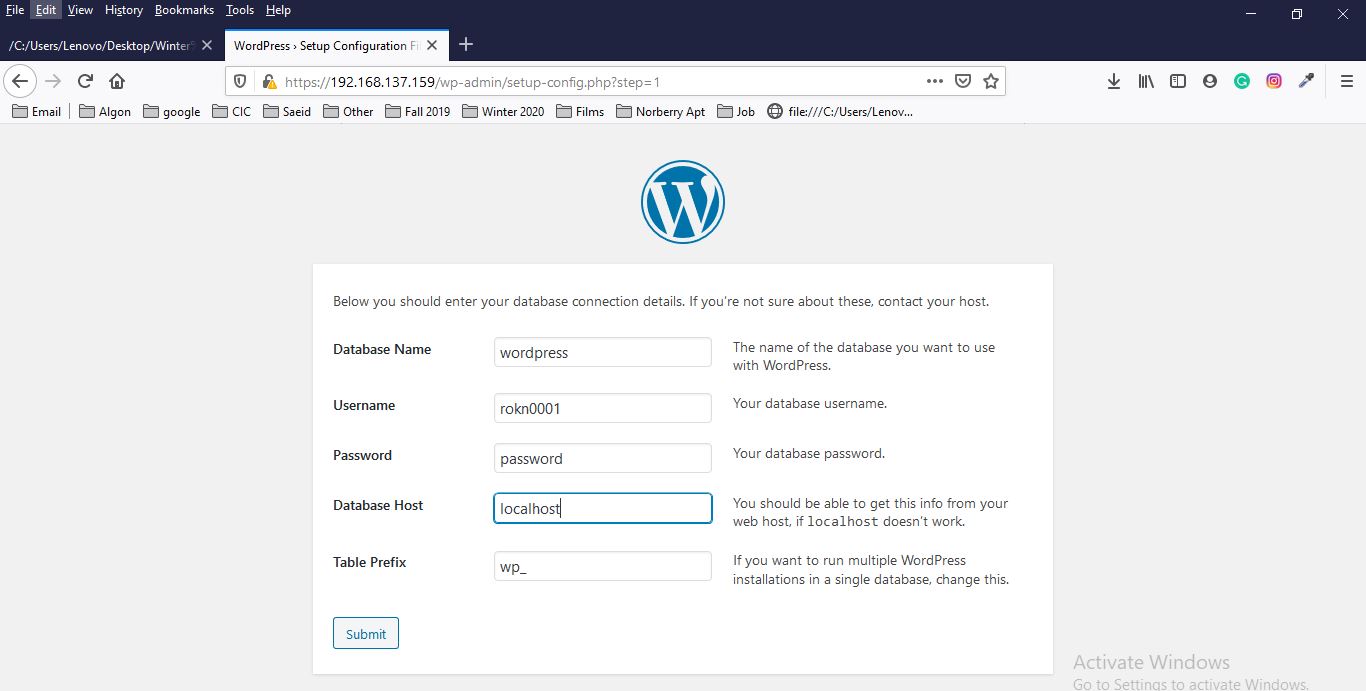 File Edit View History Bookmarks Tools Help
/C:/Users/Lenovo/Desktop/Winter WordPress › Setup Configuration Fi
https://192.168.137.159/wp-admin/setup-config.php?step=1
Email Algon google CIC Saeid Other Fall 2019 Winter 2020 Films Norberry Apt Job file:///C:/Users/Lenov...
Below you should enter your database connection details. If you're not sure about these, contact your host.
Database Name wordpress The name of the database you want to use
with WordPress.
Username rokn0001 Your database username.
Password password Your database password.
Database Host localhost You should be able to get this info from your
web host, if localhost doesn't work.
Table Prefix wp_ If you want to run multiple WordPress
installations in a single database, change this.
Submit
Activate Windows
Go to Settings to activate Windows.